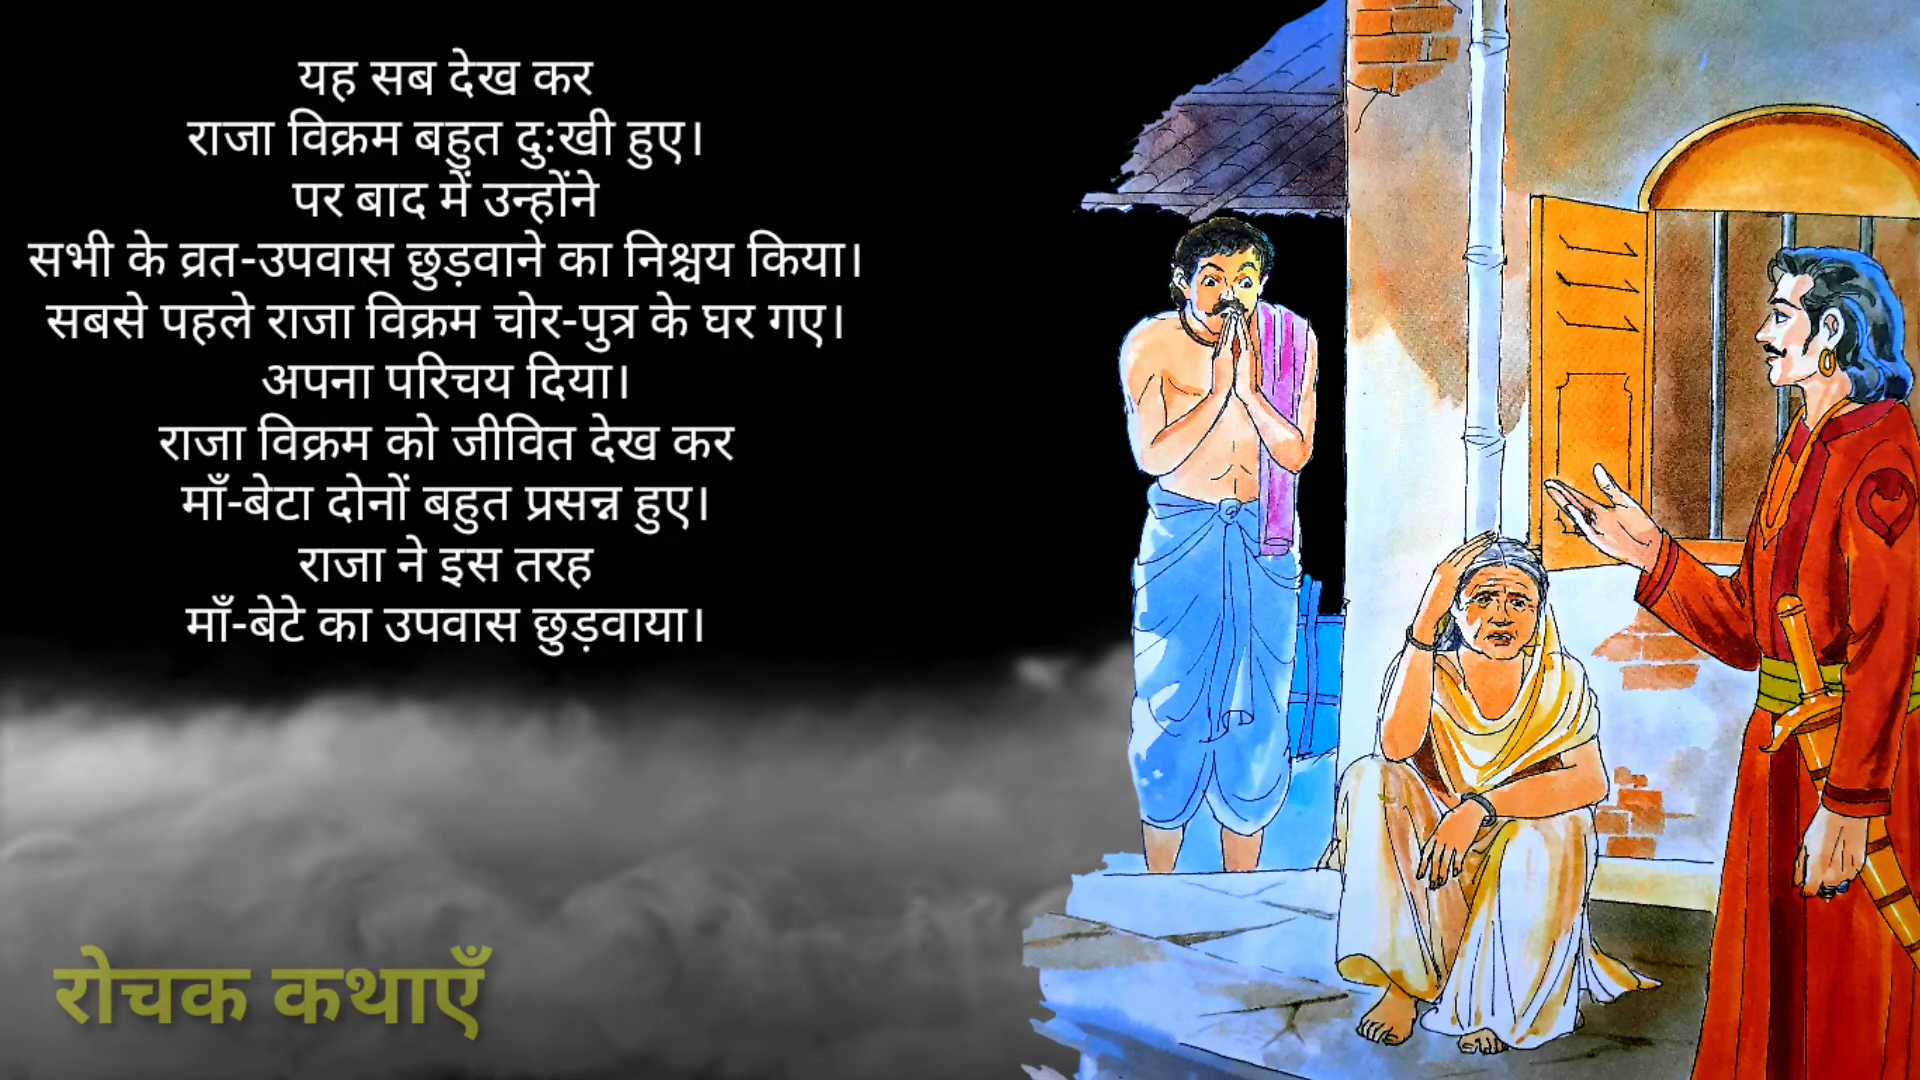 यह सब देख कर
राजा विक्रम बहुत दुःखी हुए।
पर बाद में उन्होंने
सभी के व्रत-उपवास छुड़वाने का निश्चय किया।
सबसे पहले राजा विक्रम चोर-पुत्र के घर गए।
अपना परिचय दिया।
राजा विक्रम को जीवित देख कर
माँ-बेटा दोनों बहुत प्रसन्न हुए।
राजा ने इस तरह
माँ-बेटे का उपवास छुड़वाया।
रोचक कथाएँ